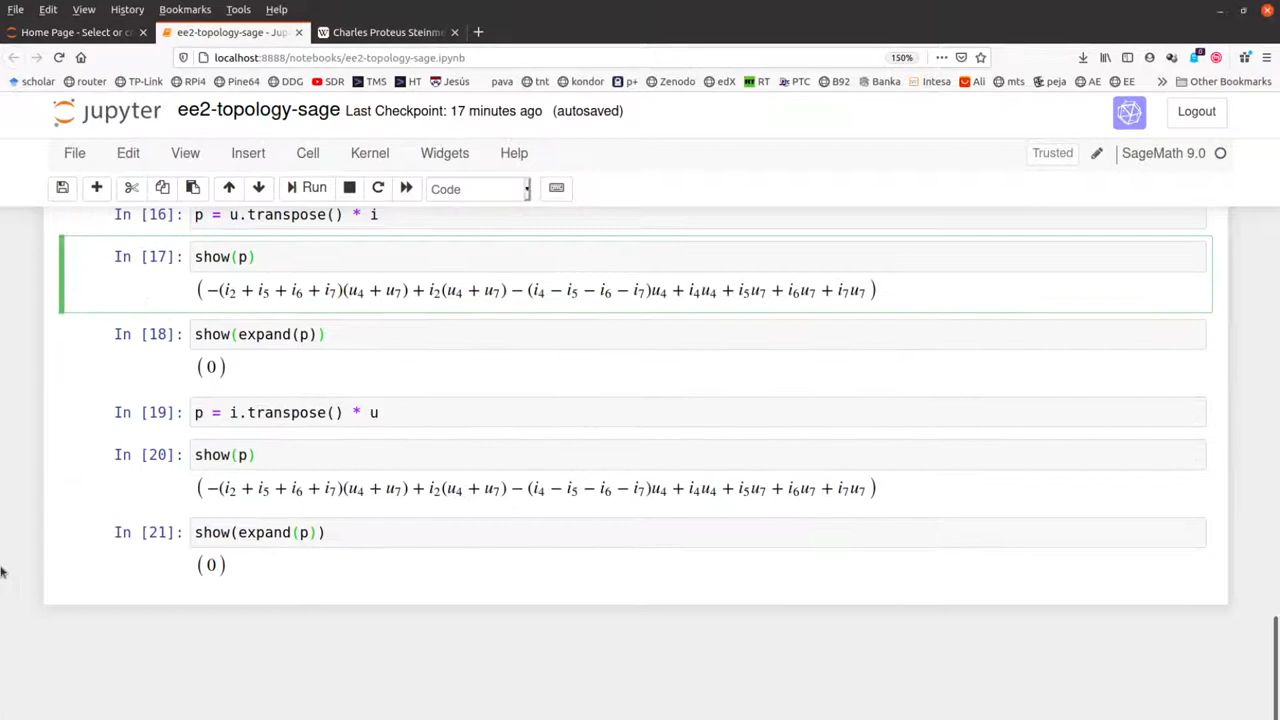 File Edit View History Bookmarks Tools Help
Home Page - Select or c
ee2-topology-sage - Jup
Charles Proteus Steinme
localhost:8888/notebooks/ee2-topology-sage.ipynb
150%
scholar router TP-Link RPi4 Pine64 DDG SDR TMS HT Jesús pava tnt kondor p+ Zenodo edX RT PTC B92 Banka Intesa Ali mts peja AE EE Other Bookmarks
jupyter ee2-topology-sage Last Checkpoint: 17 minutes ago (autosaved)
Logout
File Edit View Insert Cell Kernel Widgets Help
Trusted SageMath 9.0
Run Code
In [16]: p = u.transpose() * i
In [17]: show(p)
(−(i₂ + i₅ + i₆ + i₇)(u₄ + u₇) + i₂(u₄ + u₇) − (i₄ − i₅ − i₆ − i₇)u₄ + i₄u₄ + i₅u₇ + i₆u₇ + i₇u₇)
In [18]: show(expand(p))
(0)
In [19]: p = i.transpose() * u
In [20]: show(p)
(−(i₂ + i₅ + i₆ + i₇)(u₄ + u₇) + i₂(u₄ + u₇) − (i₄ − i₅ − i₆ − i₇)u₄ + i₄u₄ + i₅u₇ + i₆u₇ + i₇u₇)
In [21]: show(expand(p))
(0)